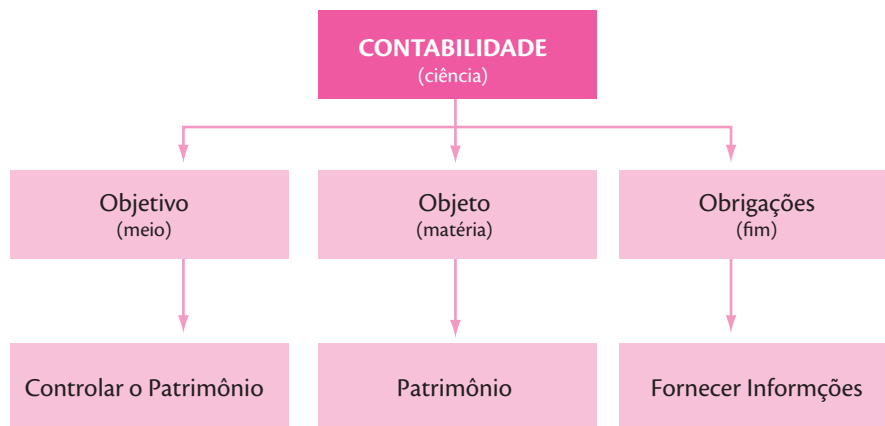 CONTABILIDADE
(ciência)
Objetivo
(meio)
Objeto
(matéria)
Obrigações
(fim)
Controlar o Patrimônio
Patrimônio
Fornecer Informções